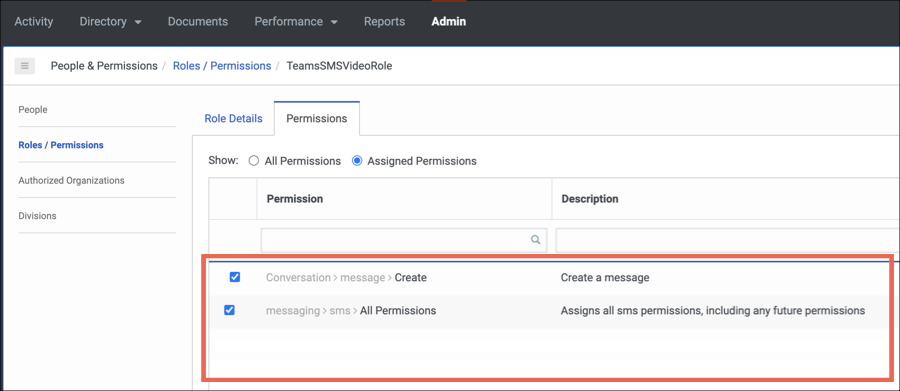 Activity Directory Documents Performance Reports Admin
People & Permissions / Roles / Permissions / TeamsSMSVideoRole
People
Roles / Permissions
Authorized Organizations
Divisions
Role Details Permissions
Show: All Permissions Assigned Permissions
Permission Description
Conversation > message > Create Create a message
messaging > sms > All Permissions Assigns all sms permissions, including any future permissions